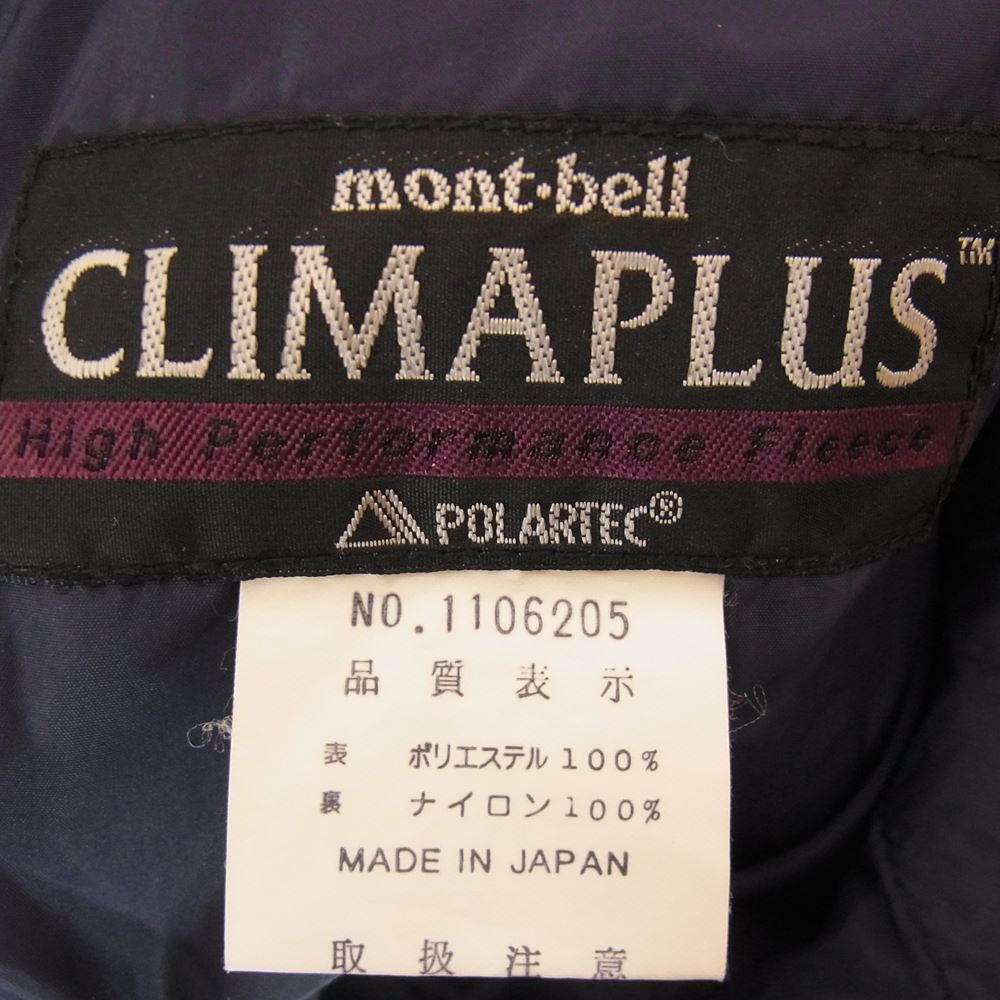 mont·bell
CLIMAPLUS™
High Performance Fleece
POLARTEC®
NO.1106205
品質表示
表 ポリエステル100%
裏 ナイロン100%
MADE IN JAPAN
取扱注意